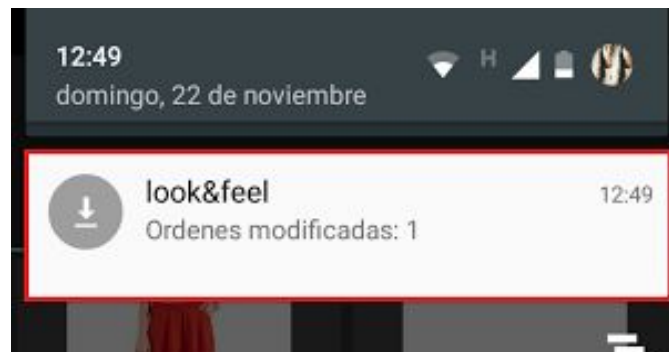 12:49
H
domingo, 22 de noviembre
look&feel
12:49
Ordenes modificadas: 1